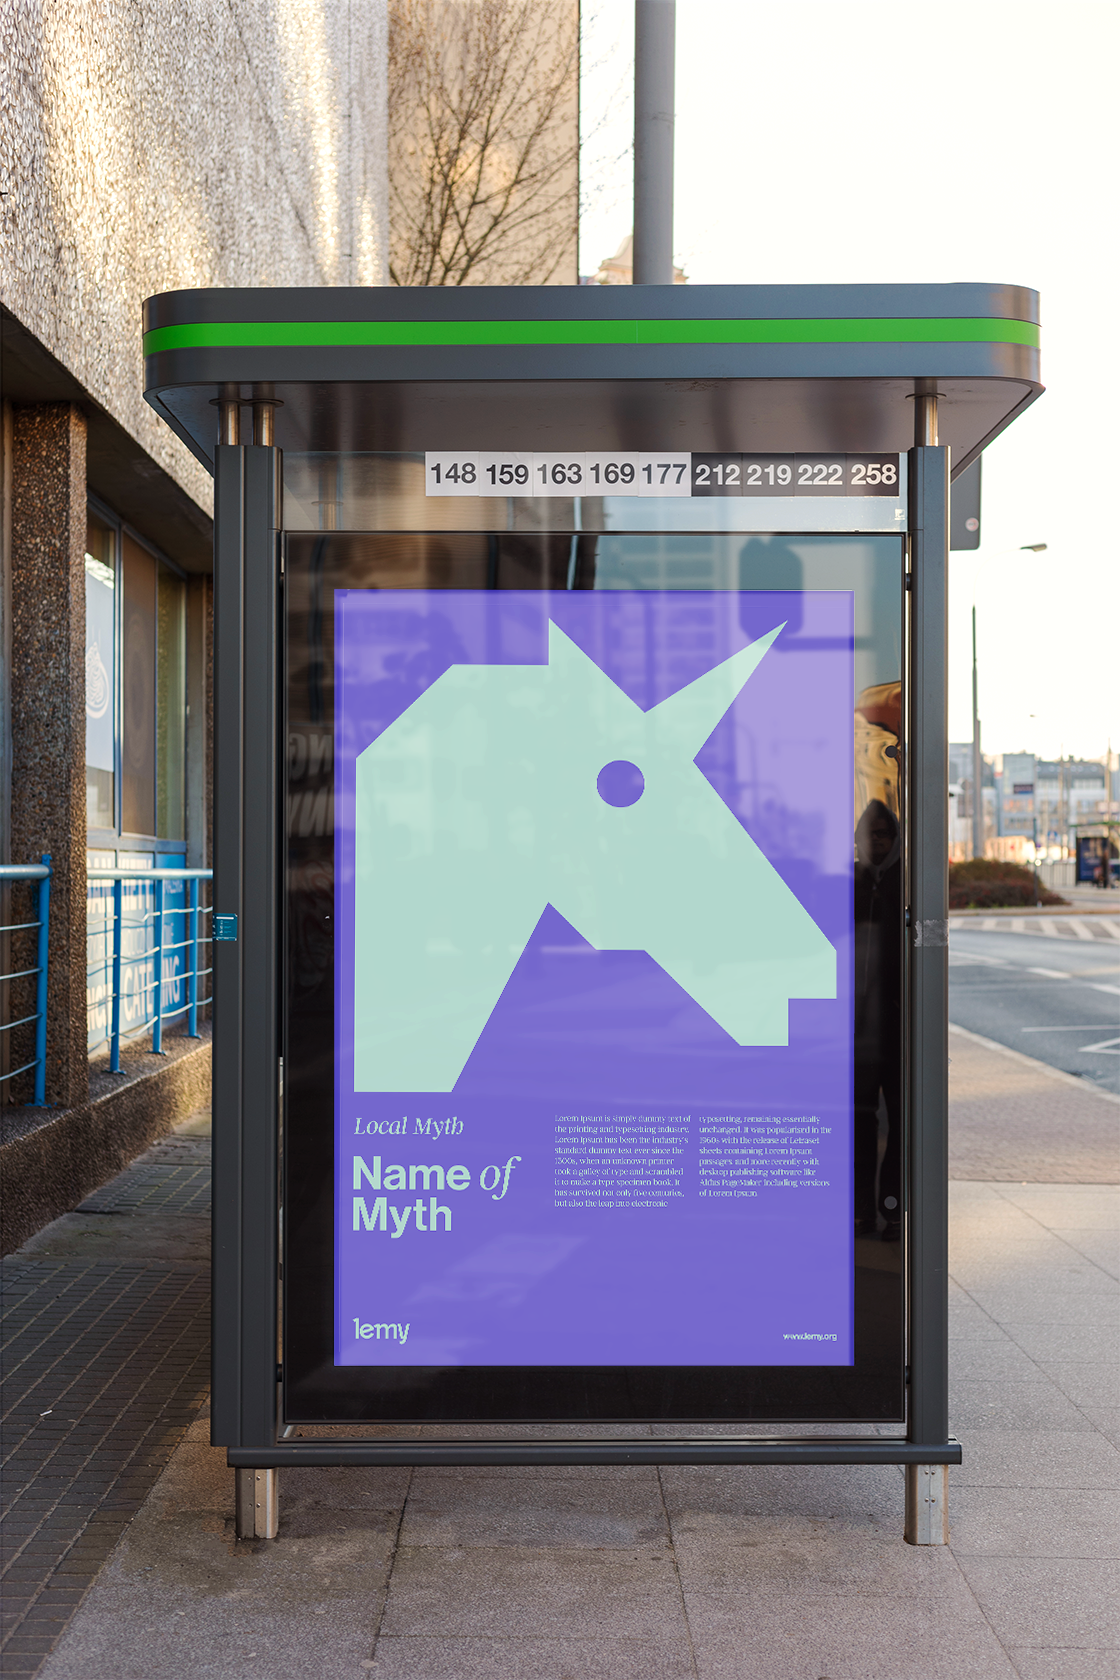 148 159 163 169 177 212 219 222 258
Local Myth
Name of
Myth
Lorem Ipsum is simply dummy text of
the printing and typesetting industry.
Lorem Ipsum has been the industry's
standard dummy text ever since the
1500s, when an unknown printer
took a galley of type and scrambled
it to make a type specimen book. It
has survived not only five centuries,
but also the leap into electronic
typesetting, remaining essentially
unchanged. It was popularised in the
1960s with the release of Letraset
sheets containing Lorem Ipsum
passages and more recently with
desktop publishing software like
Aldus PageMaker including versions
of Lorem Ipsum
lemy
www.lemy.org